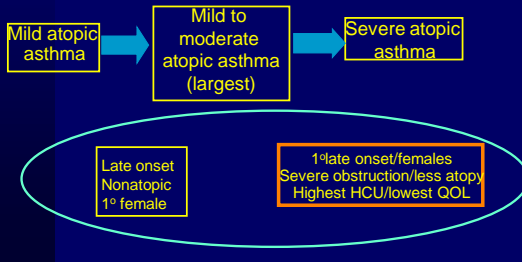 Mild atopic
asthma
Mild to
moderate
atopic asthma
(largest)
Severe atopic
asthma
Late onset
Nonatopic
1º female
1ºlate onset/females
Severe obstruction/less atopy
Highest HCU/lowest QOL